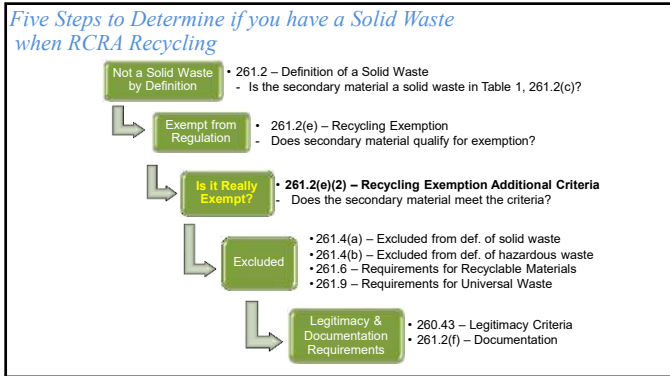 Five Steps to Determine if you have a Solid Waste
when RCRA Recycling
Not a Solid Waste
by Definition
• 261.2 – Definition of a Solid Waste
- Is the secondary material a solid waste in Table 1, 261.2(c)?
Exempt from
Regulation
• 261.2(e) – Recycling Exemption
- Does secondary material qualify for exemption?
Is it Really
Exempt?
• 261.2(e)(2) – Recycling Exemption Additional Criteria
- Does the secondary material meet the criteria?
Excluded
• 261.4(a) – Excluded from def. of solid waste
• 261.4(b) – Excluded from def. of hazardous waste
• 261.6 – Requirements for Recyclable Materials
• 261.9 – Requirements for Universal Waste
Legitimacy &
Documentation
Requirements
• 260.43 – Legitimacy Criteria
• 261.2(f) – Documentation